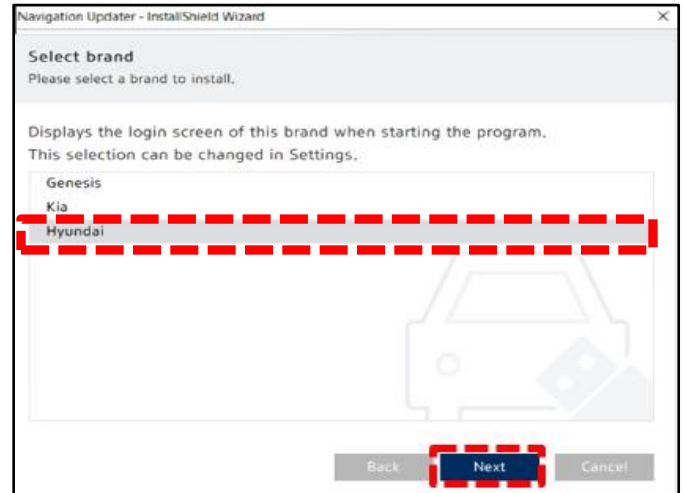 Navigation Updater - InstallShield Wizard
Select brand
Please select a brand to install.
Displays the login screen of this brand when starting the program.
This selection can be changed in Settings.
Genesis
Kia
Hyundai
Back Next Cancel